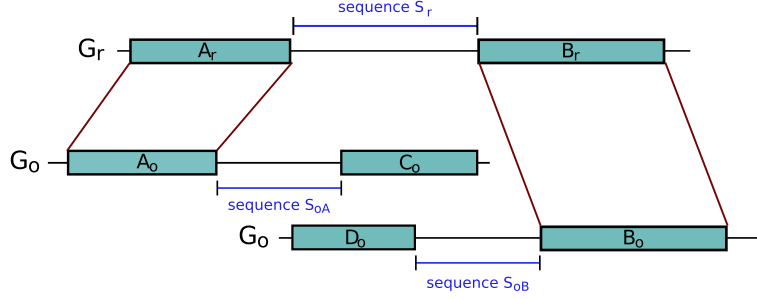 sequence Sr
Gr Ar Br
Go Ao Co
sequence SoA
Go Do Bo
sequence SoB